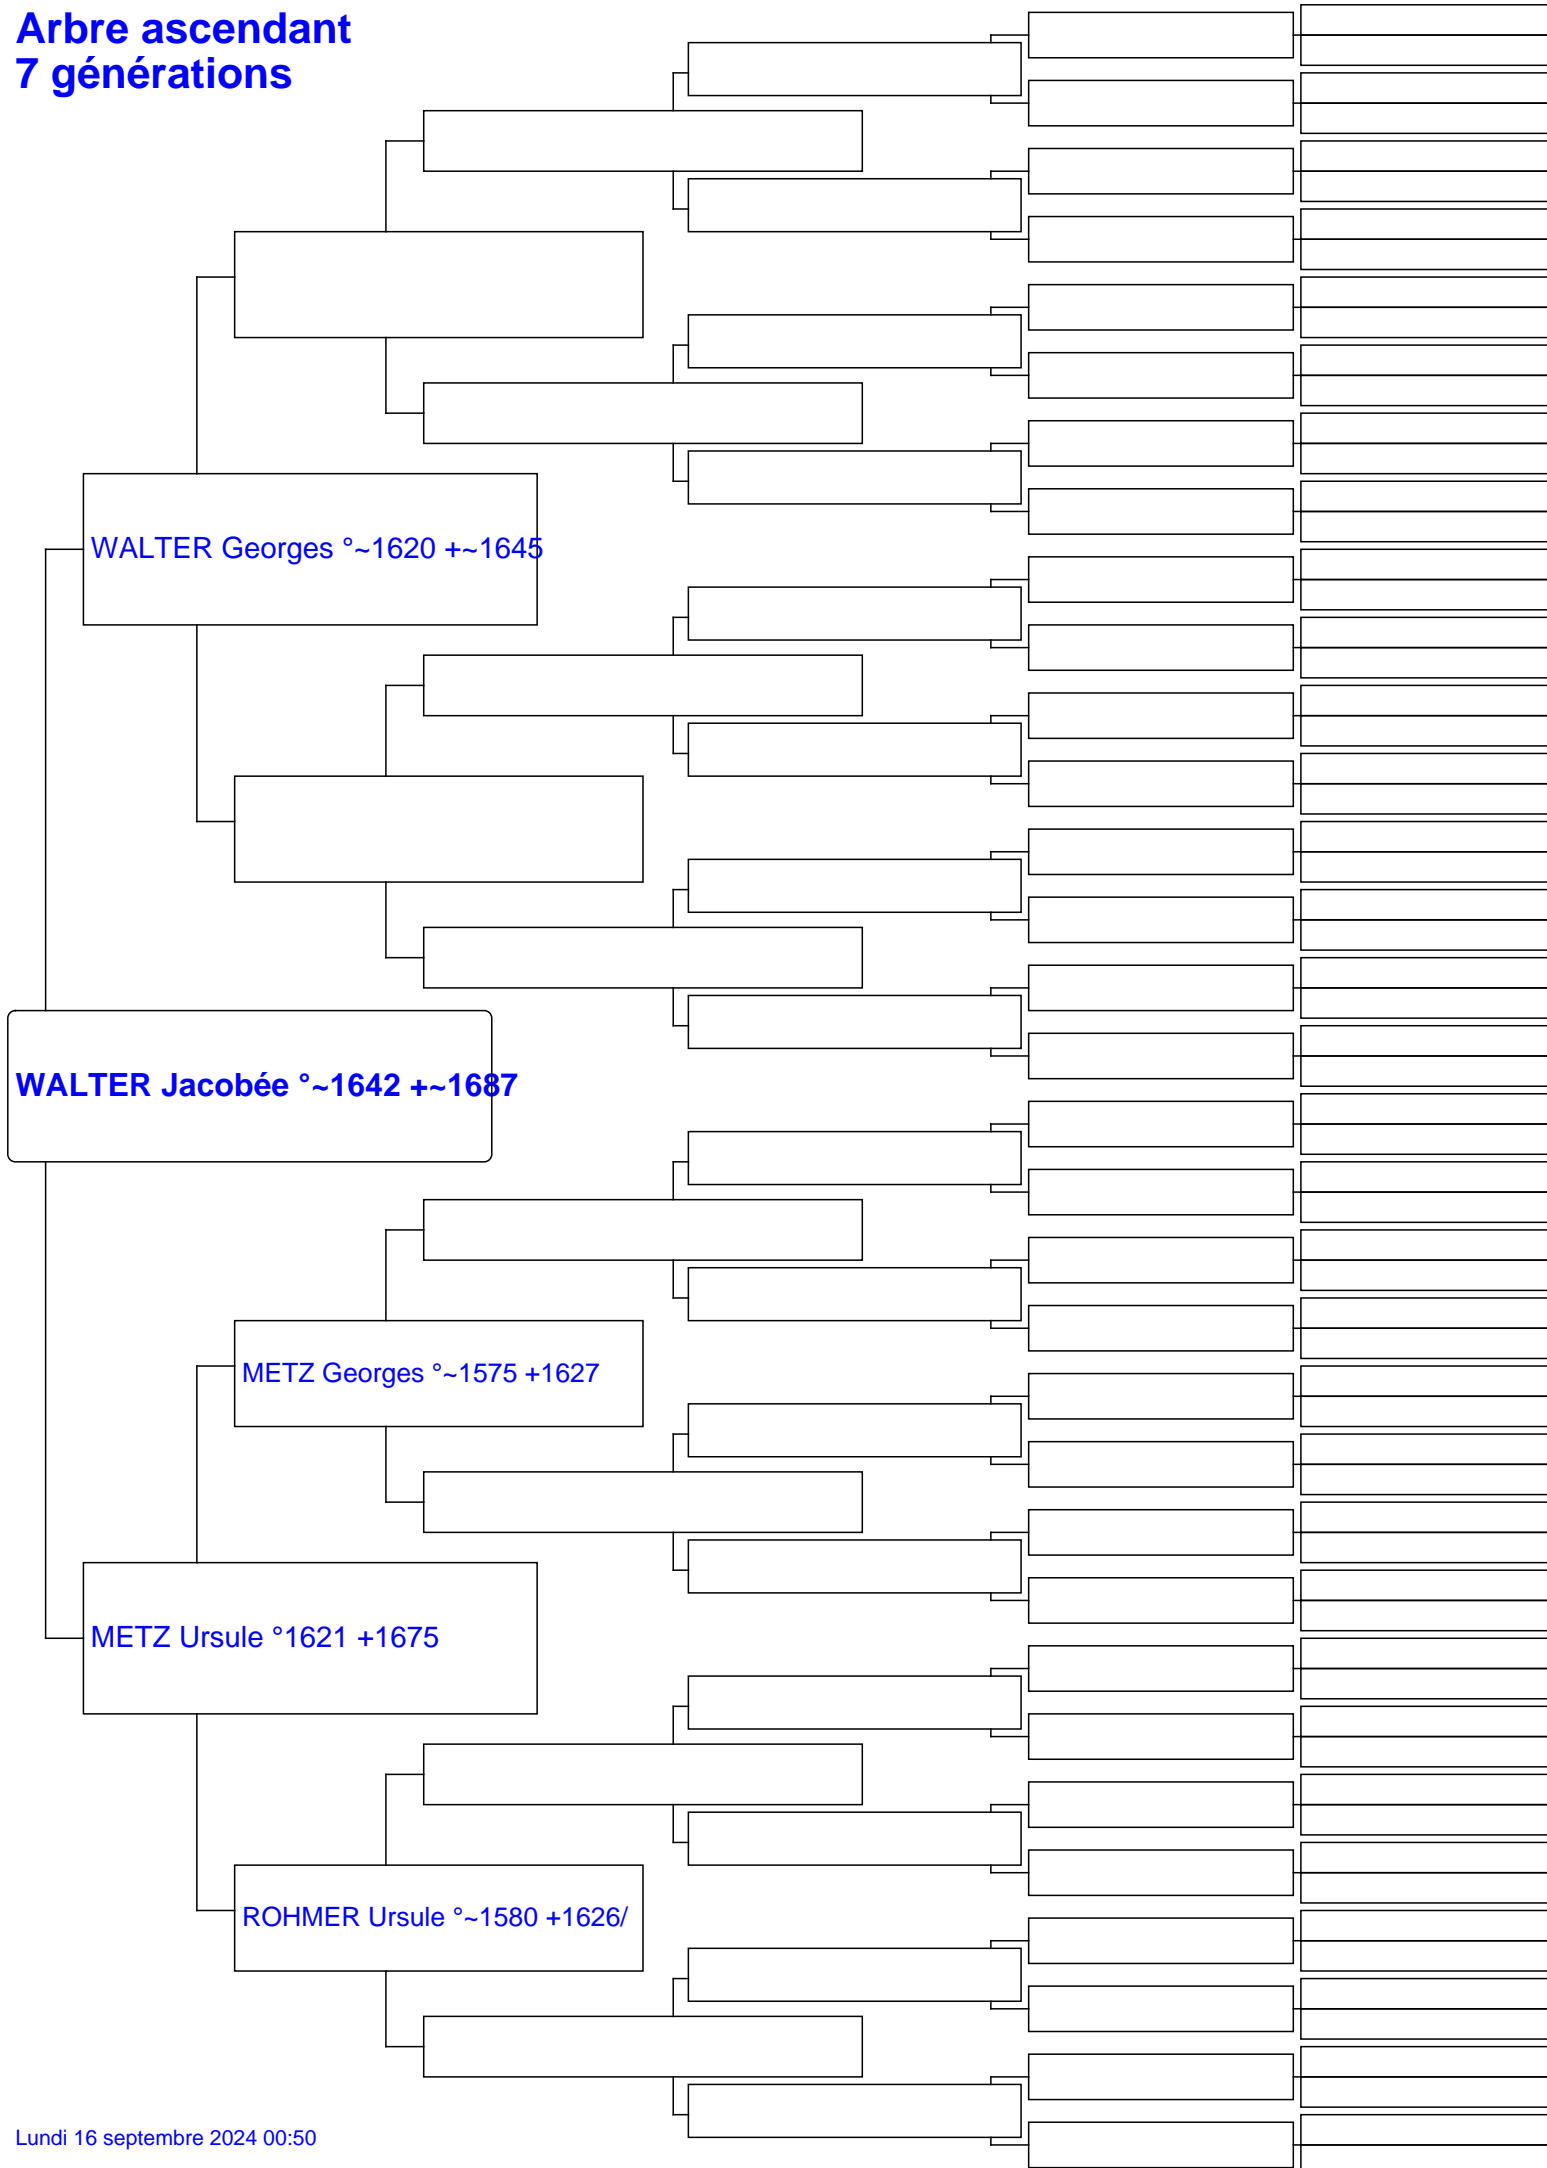 Arbre ascendant
7 générations
WALTER Georges °~1620 +~1645
WALTER Jacobée °~1642 +~1687
METZ Georges °~1575 +1627
METZ Ursule °1621 +1675
ROHMER Ursule °~1580 +1626/
Lundi 16 septembre 2024 00:50